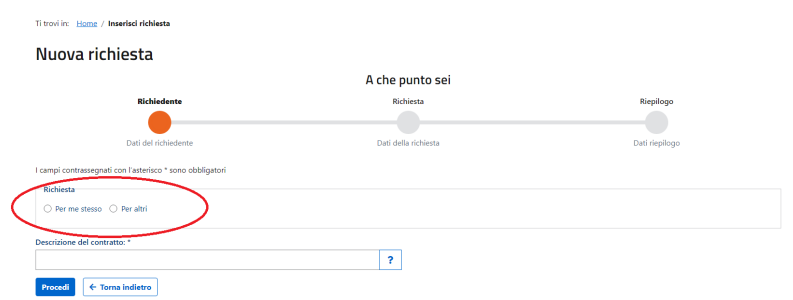 Ti trovi in: Home / Inserisci richiesta
Nuova richiesta
A che punto sei
Richiedente Richiesta Riepilogo
Dati del richiedente Dati della richiesta Dati riepilogo
I campi contrassegnati con l'asterisco * sono obbligatori
Richiesta
Per me stesso Per altri
Descrizione del contratto: *
?
Procedi ← Torna indietro